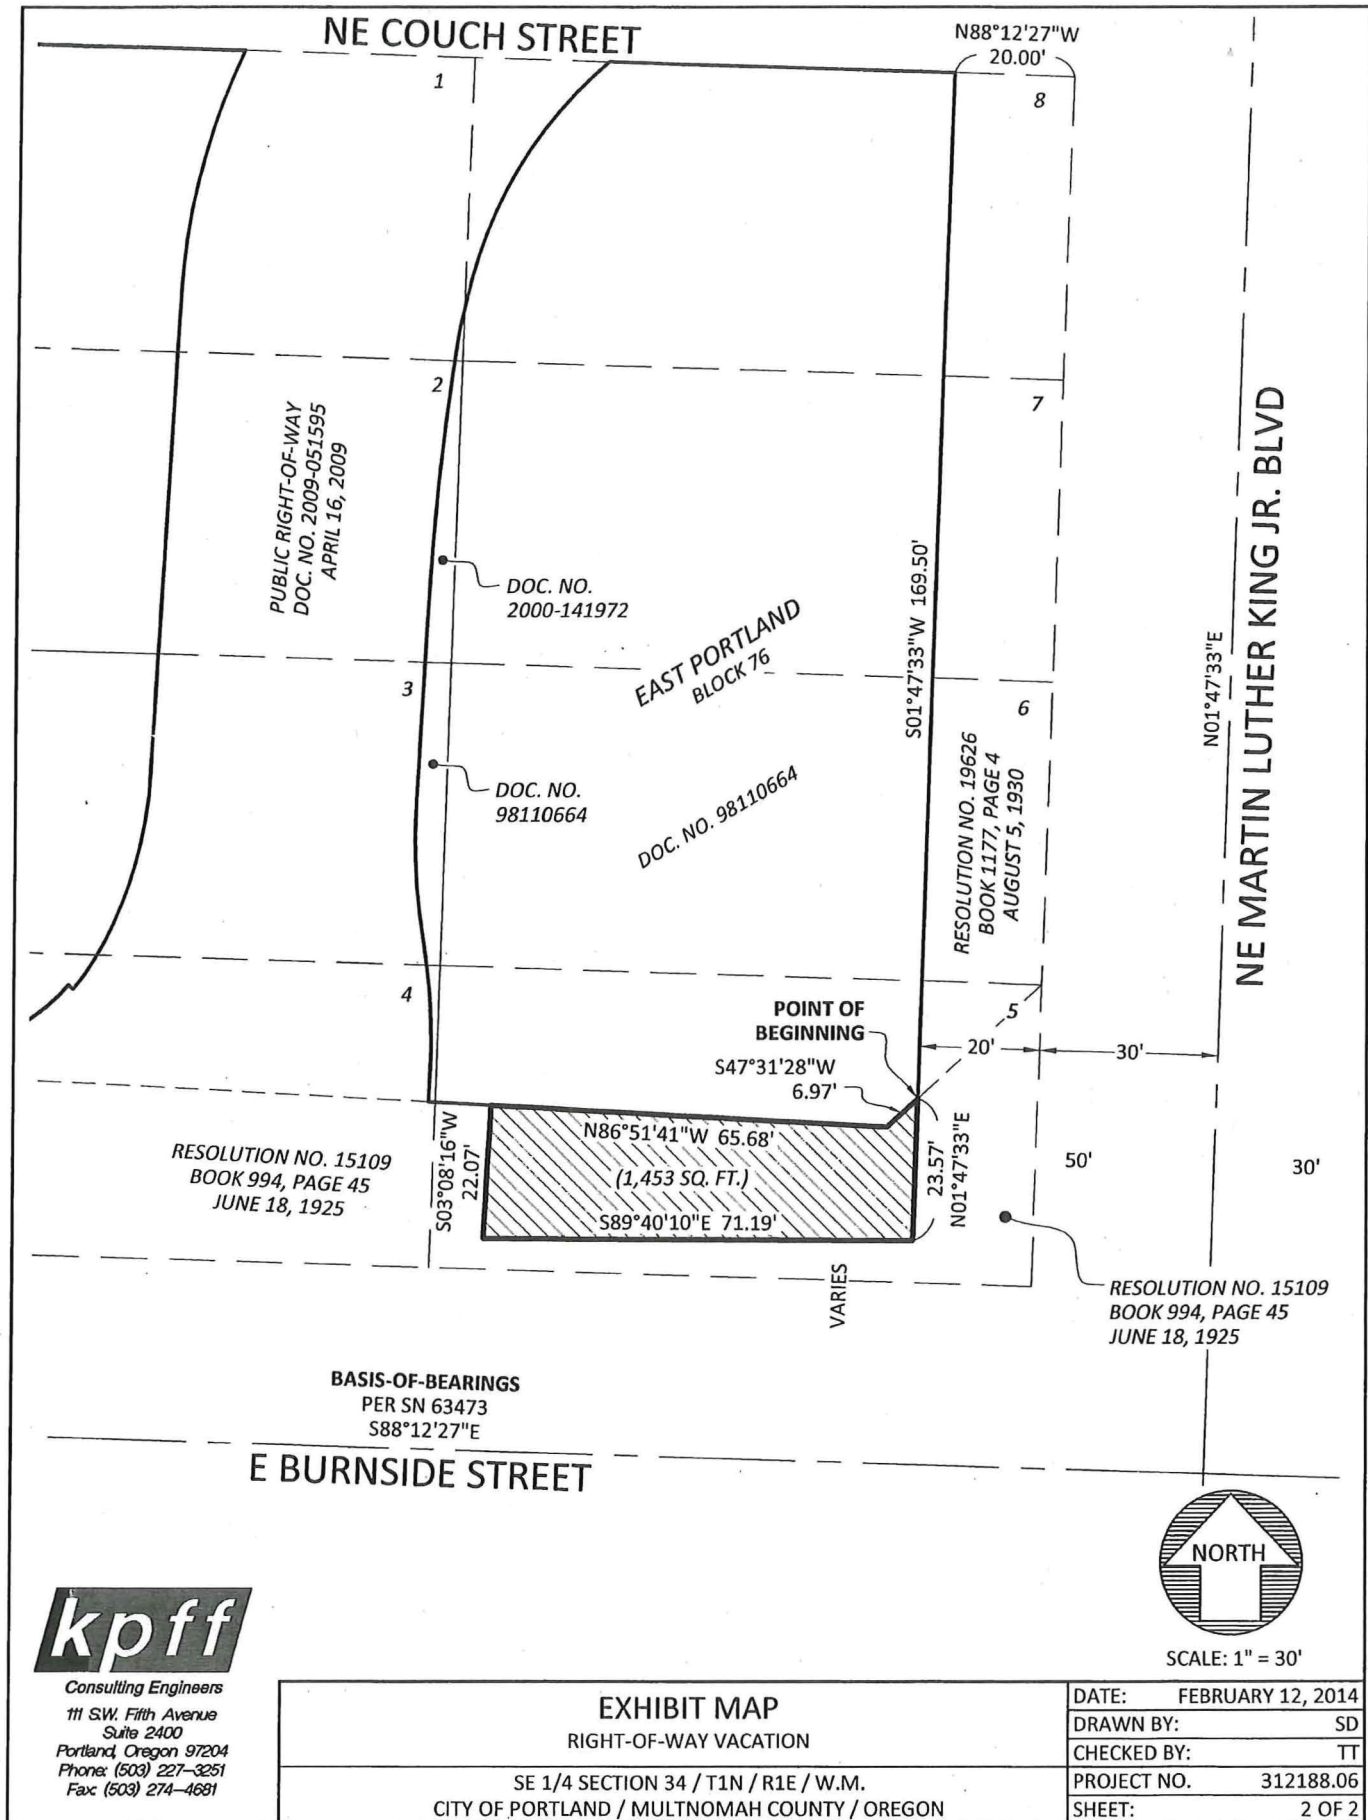 NE COUCH STREET
N88°12'27"W
20.00'
1
8
2
7
PUBLIC RIGHT-OF-WAY
DOC. NO. 2009-051595
APRIL 16, 2009
DOC. NO.
2000-141972
EAST PORTLAND
BLOCK 76
S01°47'33"W 169.50'
N01°47'33"E
NE MARTIN LUTHER KING JR. BLVD
3
6
DOC. NO.
98110664
DOC. NO. 98110664
RESOLUTION NO. 19626
BOOK 1177, PAGE 4
AUGUST 5, 1930
4
5
POINT OF
BEGINNING
20'
30'
S47°31'28"W
6.97'
RESOLUTION NO. 15109
BOOK 994, PAGE 45
JUNE 18, 1925
S03°08'16"W
22.07'
N86°51'41"W 65.68'
(1,453 SQ. FT.)
S89°40'10"E 71.19'
23.57'
N01°47'33"E
50'
30'
VARIES
RESOLUTION NO. 15109
BOOK 994, PAGE 45
JUNE 18, 1925
BASIS-OF-BEARINGS
PER SN 63473
S88°12'27"E
E BURNSIDE STREET
NORTH
SCALE: 1" = 30'
kpff
Consulting Engineers
111 S.W. Fifth Avenue
Suite 2400
Portland, Oregon 97204
Phone: (503) 227-3251
Fax: (503) 274-4681
EXHIBIT MAP
RIGHT-OF-WAY VACATION
SE 1/4 SECTION 34 / T1N / R1E / W.M.
CITY OF PORTLAND / MULTNOMAH COUNTY / OREGON
DATE: FEBRUARY 12, 2014
DRAWN BY: SD
CHECKED BY: TT
PROJECT NO. 312188.06
SHEET: 2 OF 2